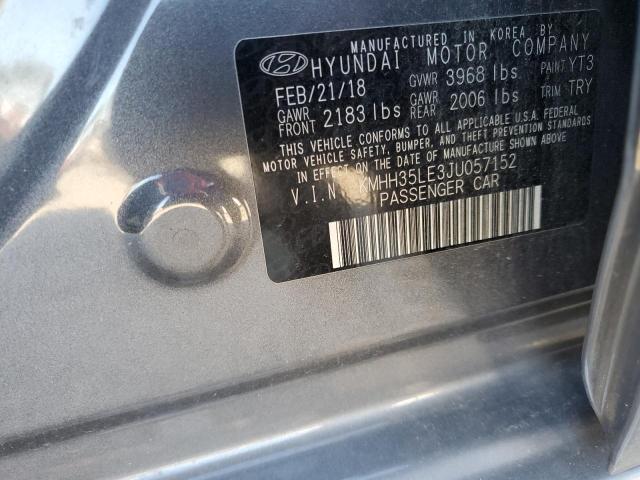 MANUFACTURED IN KOREA BY
HYUNDAI MOTOR COMPANY
FEB/21/18 GVWR 3968 lbs PAINT YT3
GAWR FRONT 2183 lbs GAWR REAR 2006 lbs TRIM TRY
THIS VEHICLE CONFORMS TO ALL APPLICABLE U.S.A. FEDERAL
MOTOR VEHICLE SAFETY, BUMPER, AND THEFT PREVENTION STANDARDS
IN EFFECT ON THE DATE OF MANUFACTURE SHOWN ABOVE.
V.I.N: KMHH35LE3JU057152
PASSENGER CAR